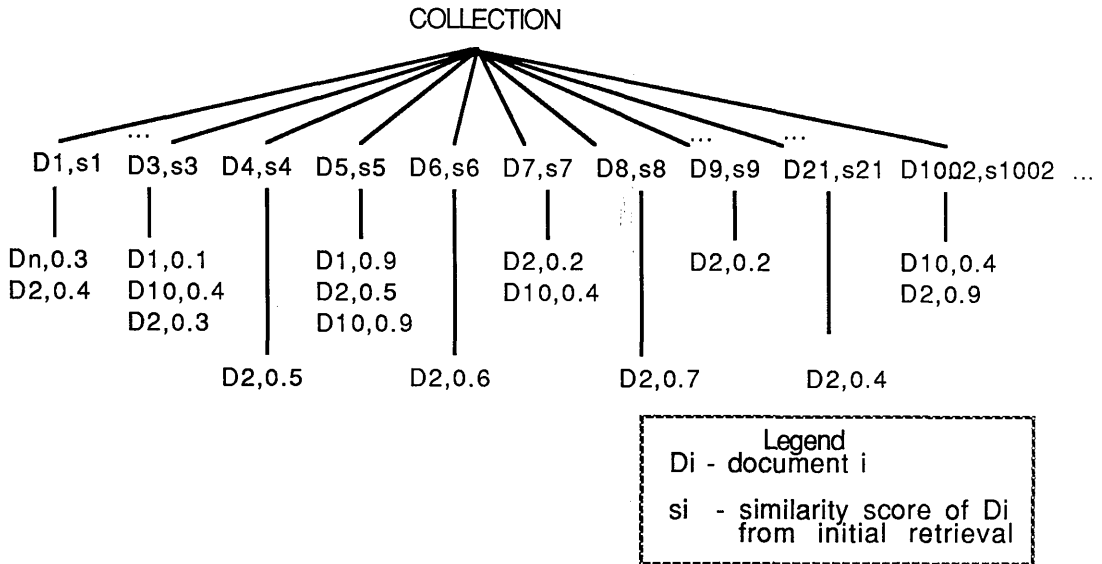 COLLECTION
... ... ...
D1,s1 D3,s3 D4,s4 D5,s5 D6,s6 D7,s7 D8,s8 D9,s9 D21,s21 D10Ω2,s1002 ...
Dn,0.3 D1,0.1 D1,0.9 D2,0.2 D2,0.2 D10,0.4
D2,0.4 D10,0.4 D2,0.5 D10,0.4 D2,0.9
D2,0.3 D10,0.9
D2,0.5 D2,0.6 D2,0.7 D2,0.4
Legend
Di - document i
si - similarity score of Di
from initial retrieval